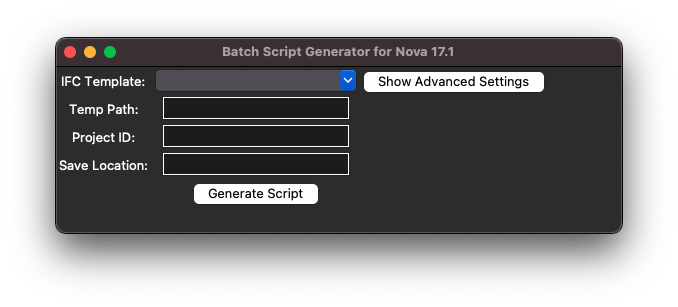 Batch Script Generator for Nova 17.1
IFC Template: Show Advanced Settings
Temp Path:
Project ID:
Save Location:
Generate Script